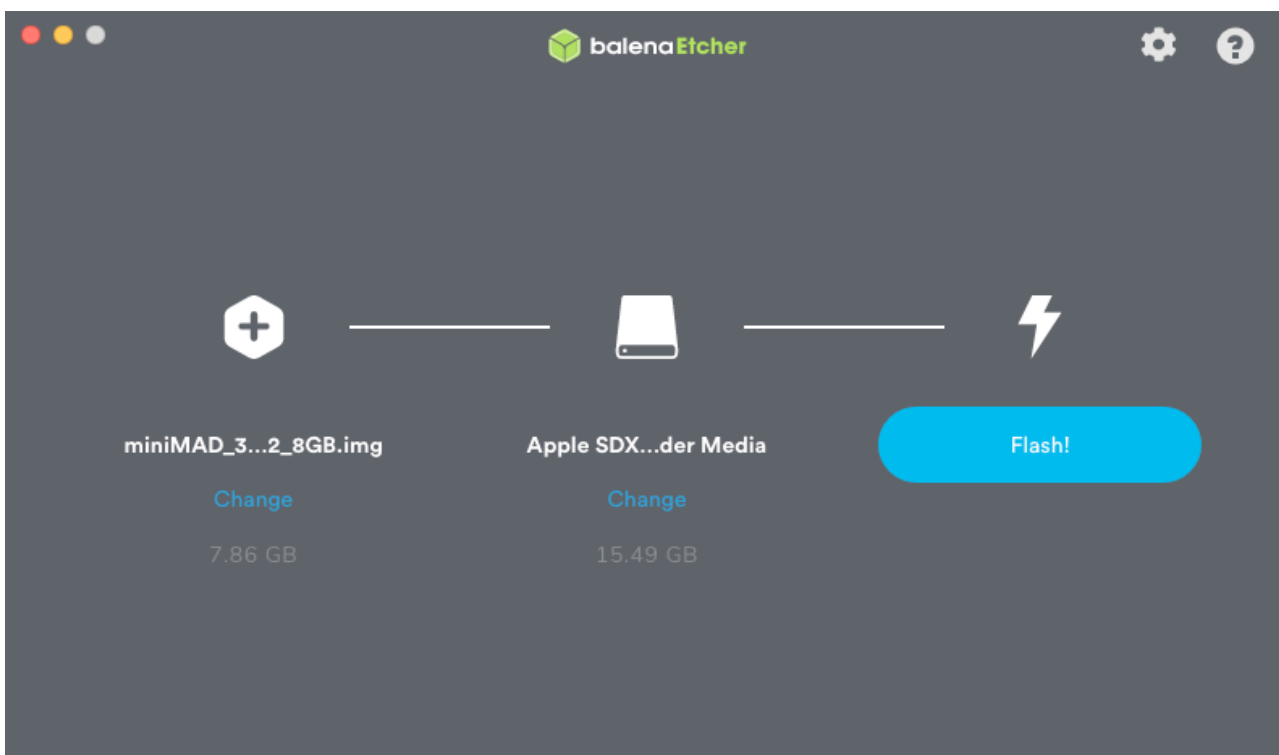 balenaEtcher
miniMAD_3...2_8GB.img
Apple SDX...der Media
Flash!
Change
Change
7.86 GB
15.49 GB